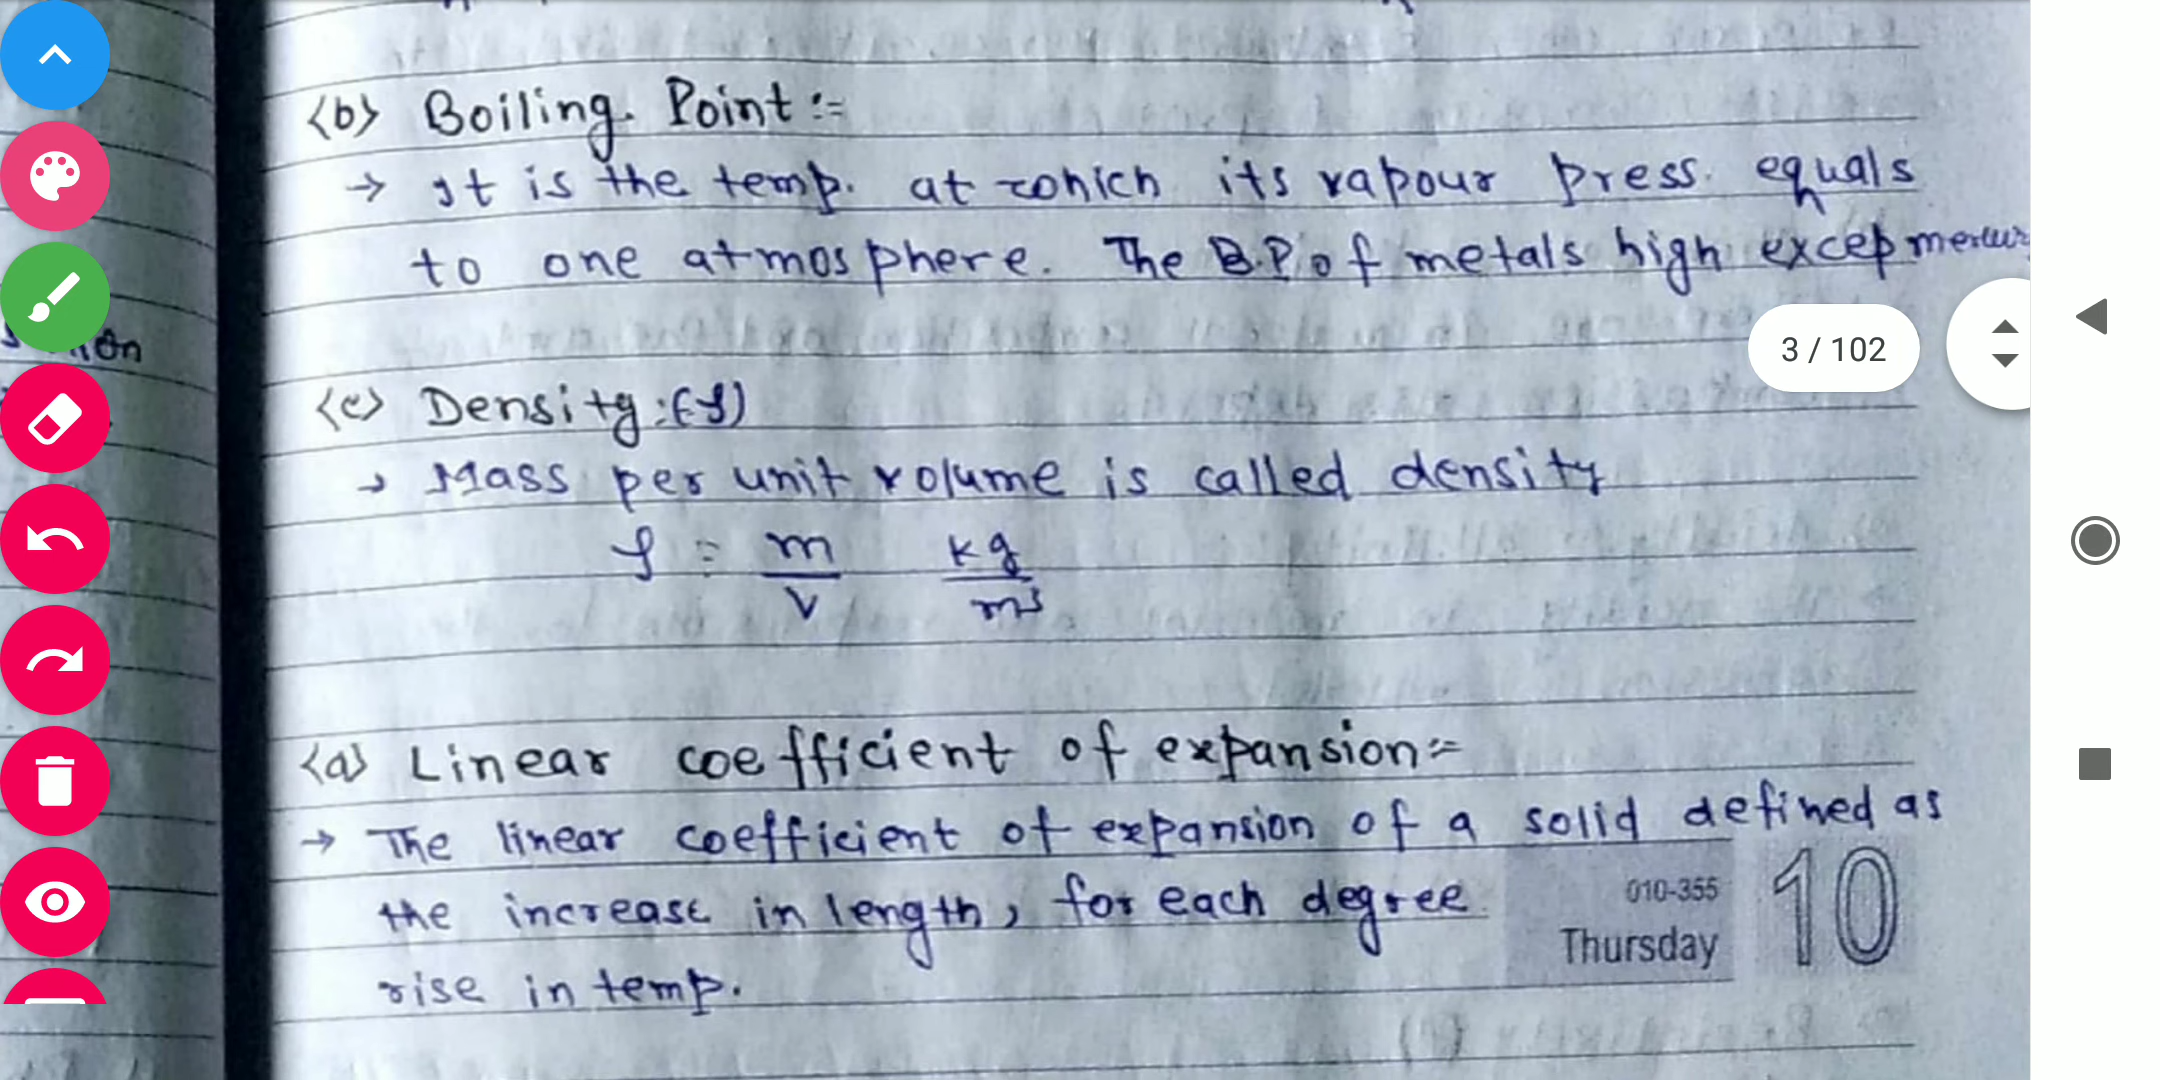 <b> Boiling. Point :=
→ It is the temp. at which its vapour press. equals
to one atmosphere. The B.P. of metals high excep mercury
3 / 102
<c> Density :(ρ)
→ Mass per unit volume is called density
ρ = m/v kg/m³
<a> Linear coefficient of expansion :=
→ The linear coefficient of expansion of a solid defined as
the increase in length, for each degree
rise in temp.
010-355
Thursday
10